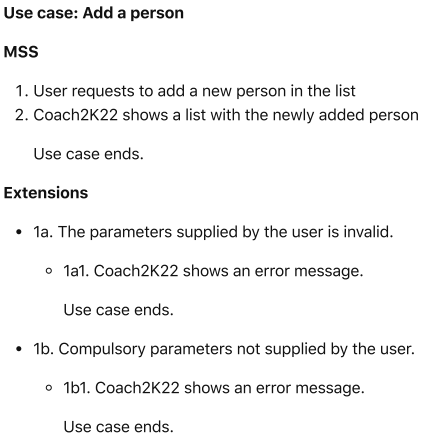 Use case: Add a person
MSS
1. User requests to add a new person in the list
2. Coach2K22 shows a list with the newly added person
Use case ends.
Extensions
• 1a. The parameters supplied by the user is invalid.
◦ 1a1. Coach2K22 shows an error message.
Use case ends.
• 1b. Compulsory parameters not supplied by the user.
◦ 1b1. Coach2K22 shows an error message.
Use case ends.